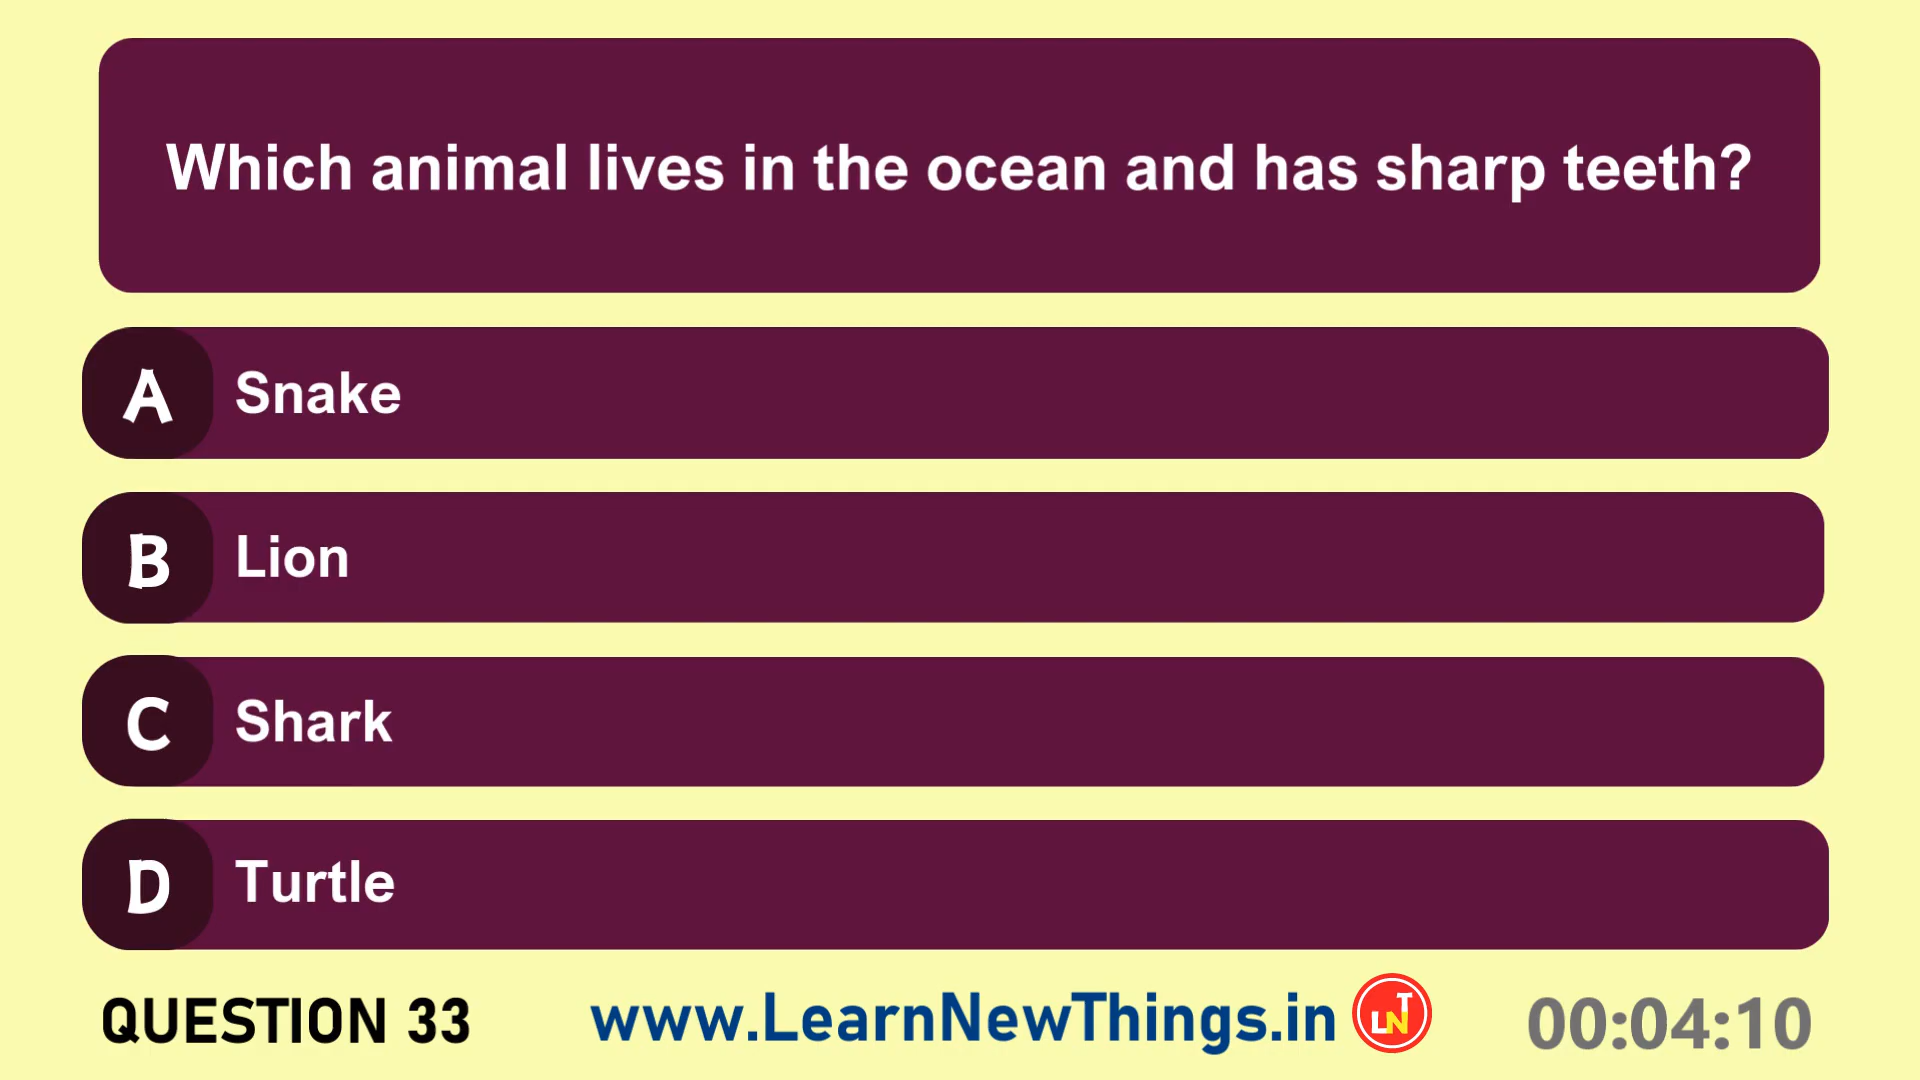 Which animal lives in the ocean and has sharp teeth?
A Snake
B Lion
C Shark
D Turtle
QUESTION 33 www.LearnNewThings.in LNT 00:04:10